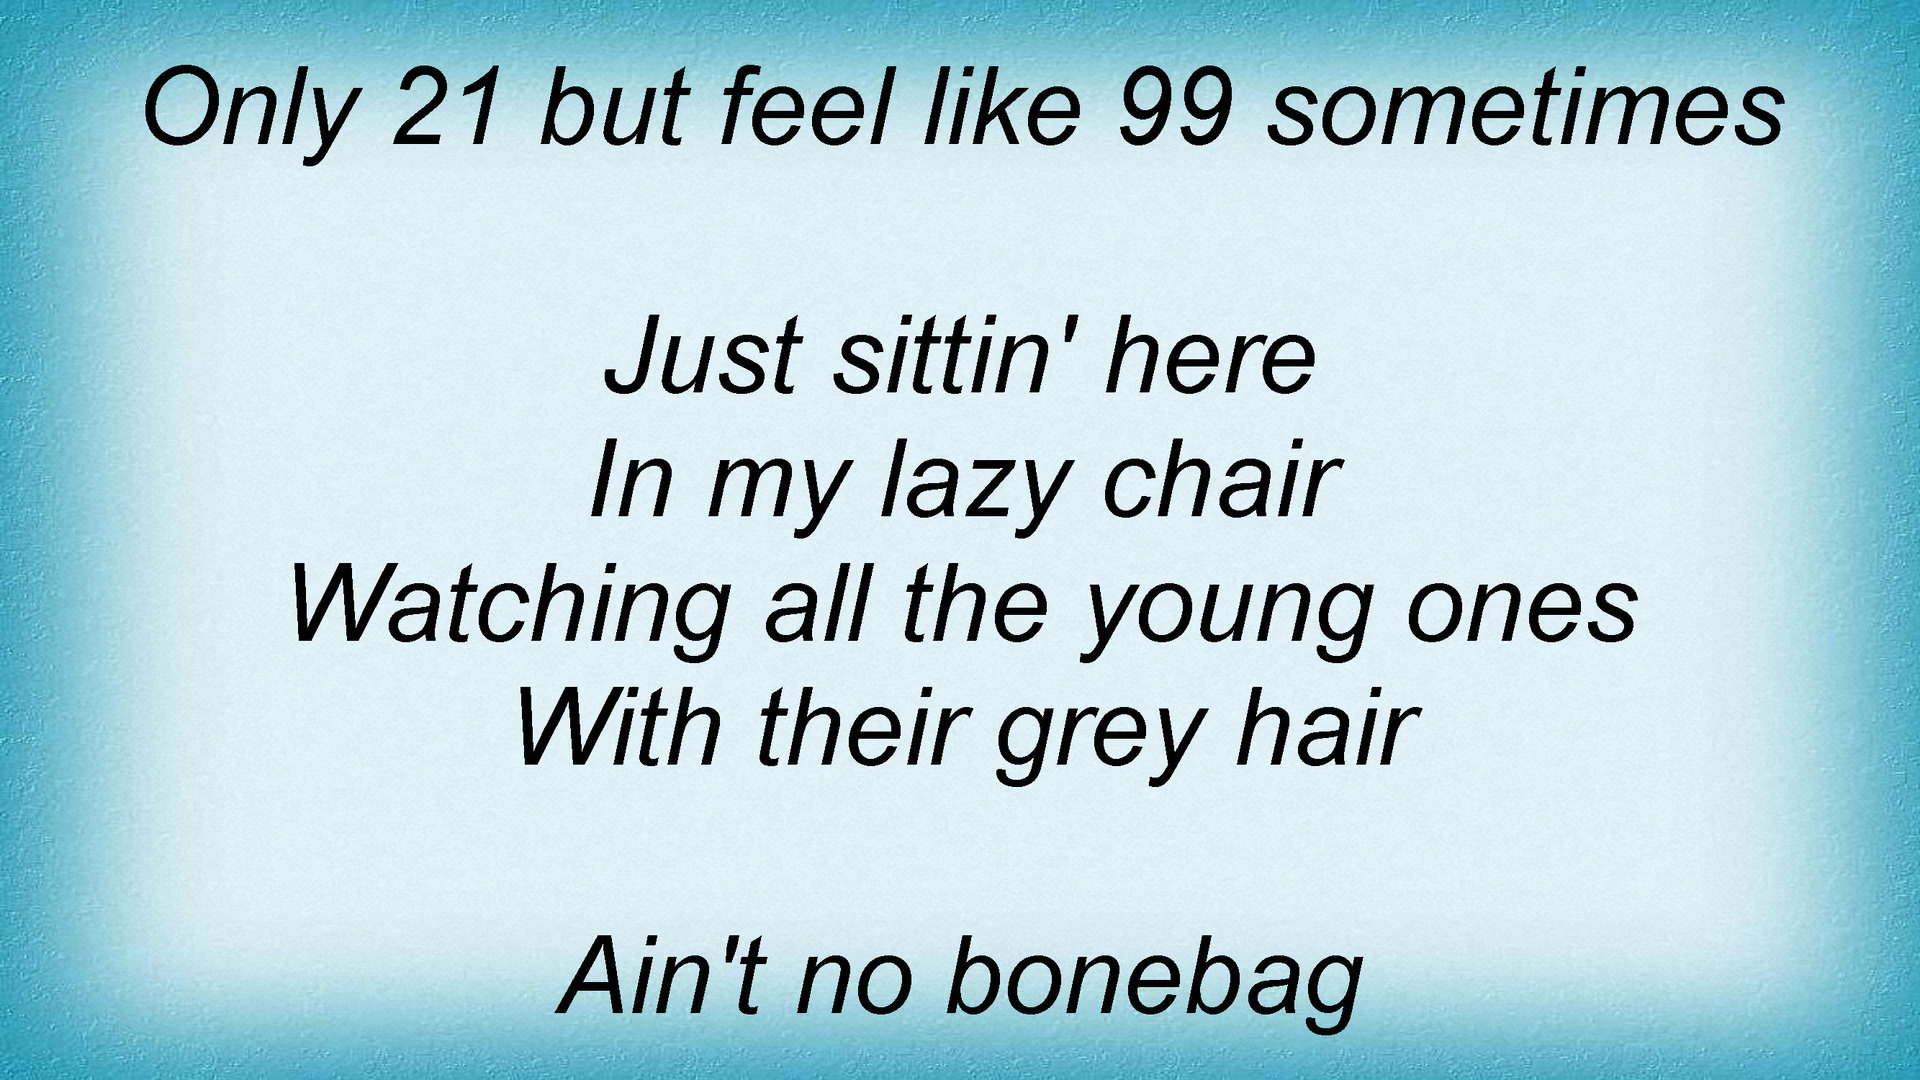 Only 21 but feel like 99 sometimes
Just sittin' here
In my lazy chair
Watching all the young ones
With their grey hair
Ain't no bonebag